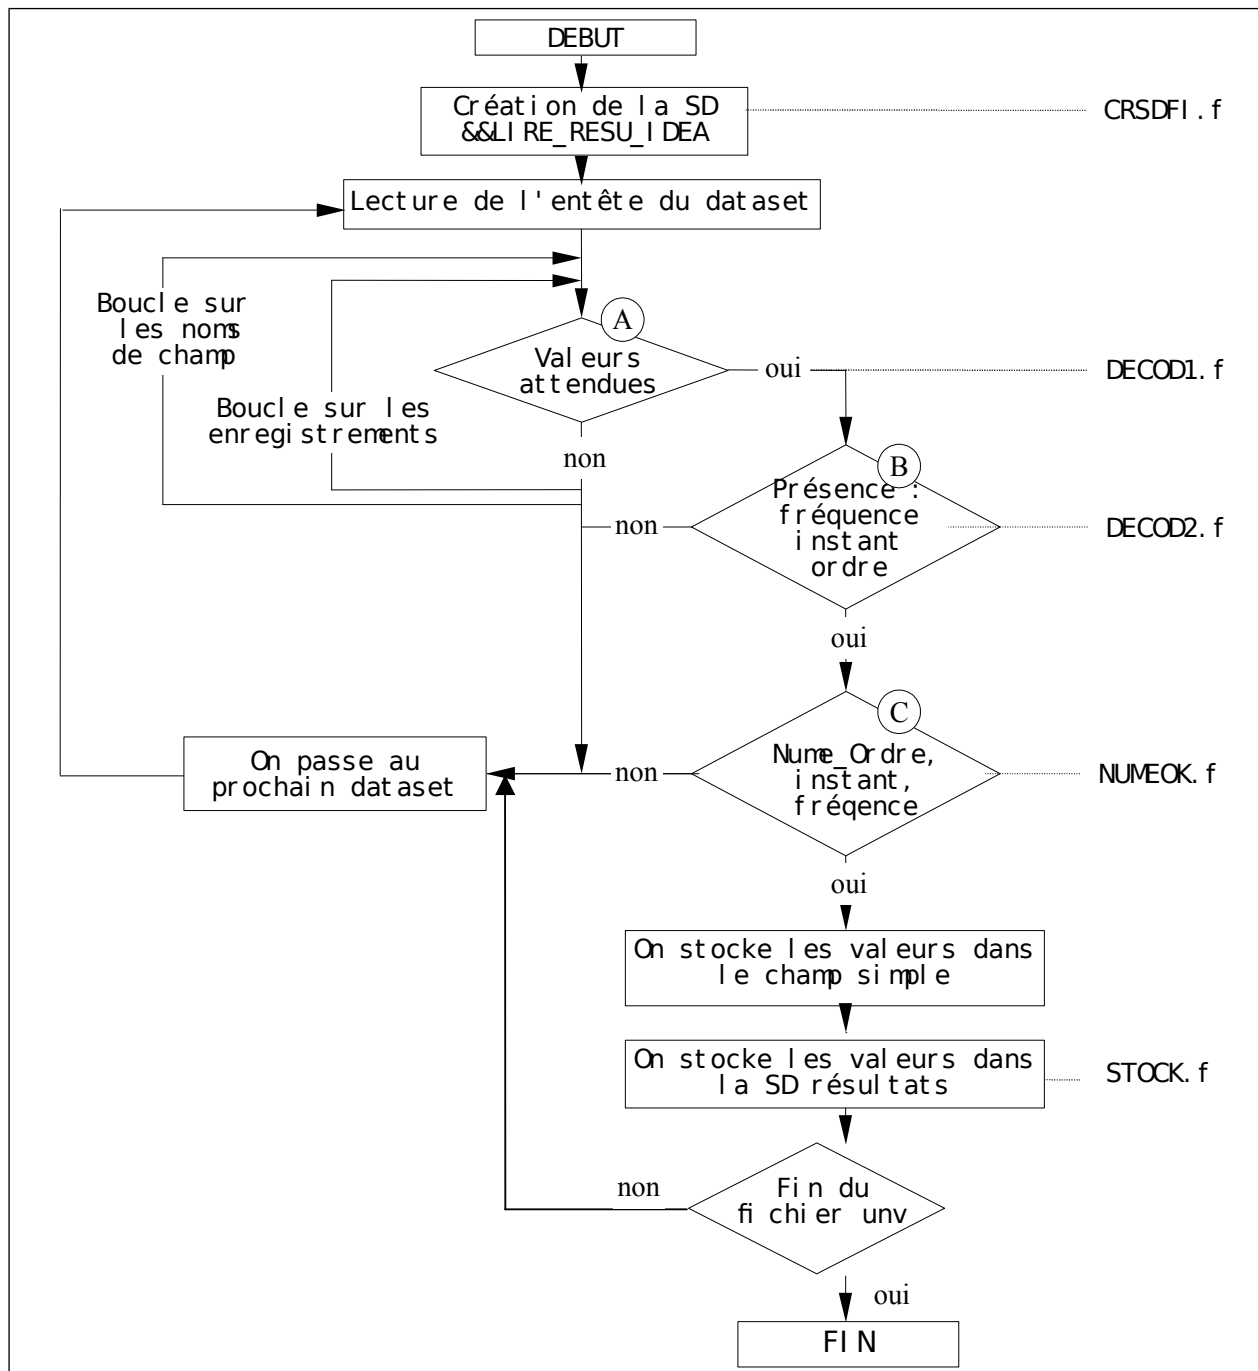 DEBUT
Création de la SD
&&LIRE_RESU_IDEA
CRSDFI.f
Lecture de l'entête du dataset
Boucle sur
les noms
de champ
A
Valeurs
attendues
oui
DECOD1.f
Boucle sur les
enregistrements
non
B
Présence :
fréquence
instant
ordre
non
DECOD2.f
oui
C
Nume_Ordre,
instant,
fréqence
non
NUMEOK.f
On passe au
prochain dataset
oui
On stocke les valeurs dans
le champ simple
On stocke les valeurs dans
la SD résultats
STOCK.f
Fin du
fichier unv
non
oui
FIN